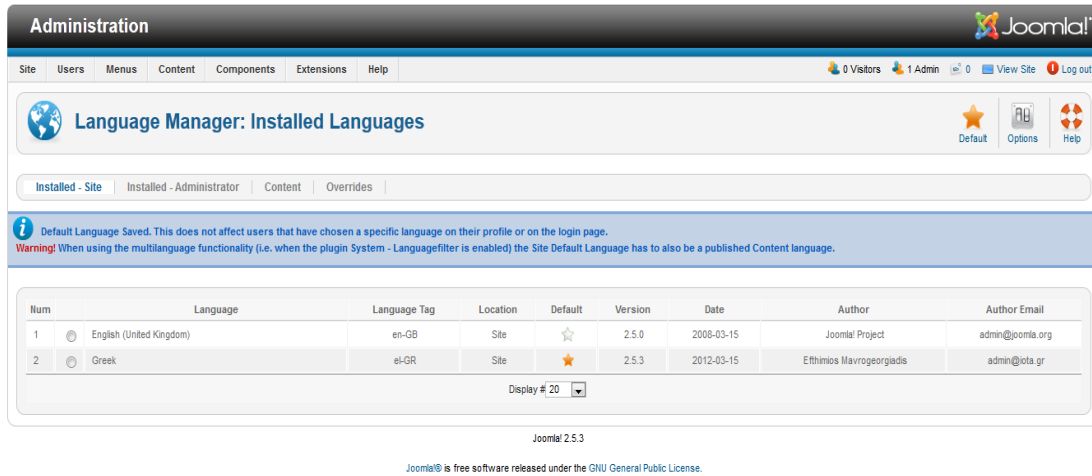 Administration
Joomla!
Site Users Menus Content Components Extensions Help 0 Visitors 1 Admin 0 View Site Log out
Language Manager: Installed Languages
Default Options Help
Installed - Site Installed - Administrator Content Overrides
Default Language Saved. This does not affect users that have chosen a specific language on their profile or on the login page.
Warning! When using the multilanguage functionality (i.e. when the plugin System - Languagefilter is enabled) the Site Default Language has to also be a published Content language.
Num Language Language Tag Location Default Version Date Author Author Email
1 English (United Kingdom) en-GB Site 2.5.0 2008-03-15 Joomla! Project admin@joomla.org
2 Greek el-GR Site 2.5.3 2012-03-15 Efthimios Mavrogeorgiadis admin@iota.gr
Display # 20
Joomla! 2.5.3
Joomla!® is free software released under the GNU General Public License.